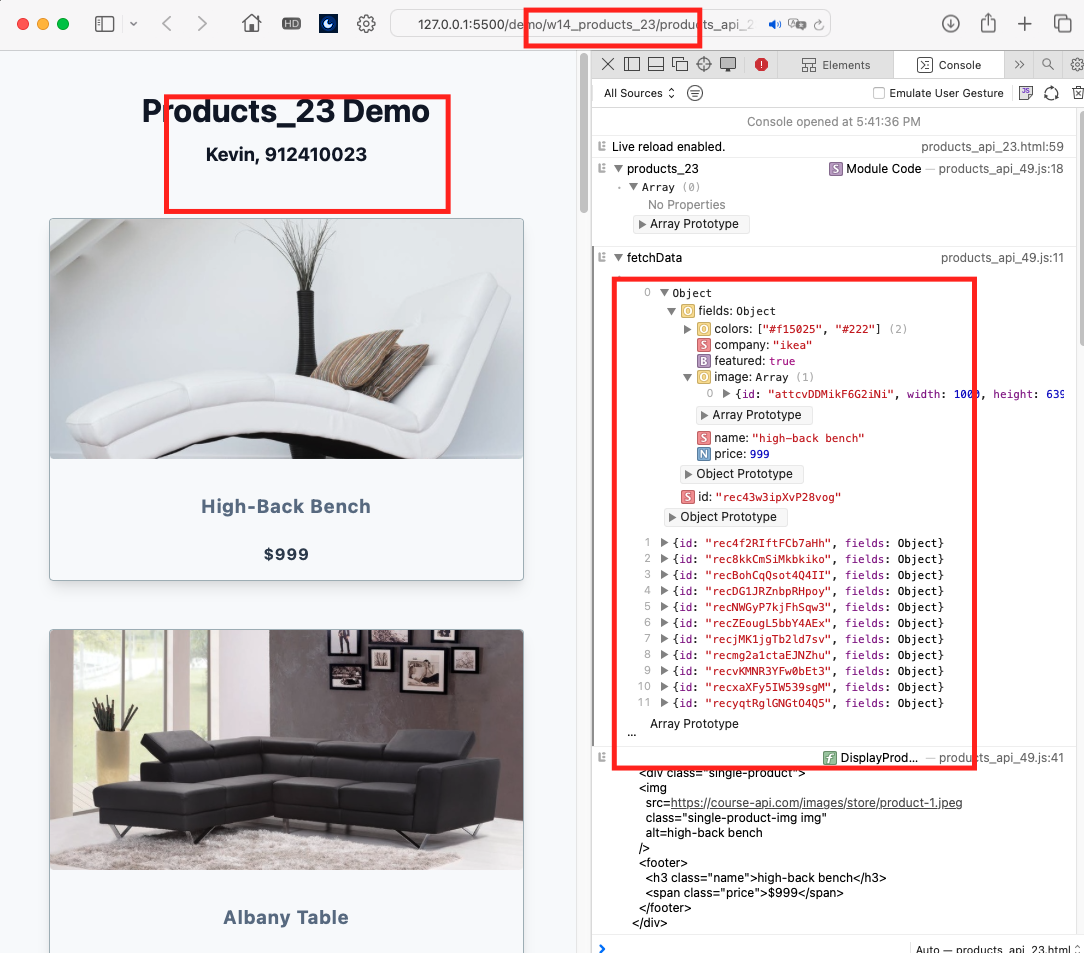 HD
127.0.0.1:5500/demo/w14_products_23/products_api_2
Products_23 Demo
Kevin, 912410023
High-Back Bench
$999
Albany Table
Elements
Console
All Sources
Emulate User Gesture
JS
Console opened at 5:41:36 PM
Live reload enabled. products_api_23.html:59
products_23 S Module Code — products_api_49.js:18
Array (0)
No Properties
Array Prototype
fetchData products_api_49.js:11
0 Object
O fields: Object
O colors: ["#f15025", "#222"] (2)
S company: "ikea"
B featured: true
O image: Array (1)
0 {id: "attcvDDMikF6G2iNi", width: 1000, height: 639
Array Prototype
S name: "high-back bench"
N price: 999
Object Prototype
S id: "rec43w3ipXvP28vog"
Object Prototype
1 {id: "rec4f2RIftFCb7aHh", fields: Object}
2 {id: "rec8kkCmSiMkbkiko", fields: Object}
3 {id: "recBohCqQsot4Q4II", fields: Object}
4 {id: "recDG1JRZnbpRHpoy", fields: Object}
5 {id: "recNWGyP7kjFhSqw3", fields: Object}
6 {id: "recZEougL5bbY4AEx", fields: Object}
7 {id: "recjMK1jgTb2ld7sv", fields: Object}
8 {id: "recmg2a1ctaEJNZhu", fields: Object}
9 {id: "recvKMNR3YFw0bEt3", fields: Object}
10 {id: "recxaXFy5IW539sgM", fields: Object}
11 {id: "recyqtRglGNGtO4Q5", fields: Object}
Array Prototype
…
f DisplayProd… — products_api_49.js:41
<div class="single-product">
<img
src=https://course-api.com/images/store/product-1.jpeg
class="single-product-img img"
alt=high-back bench
/>
<footer>
<h3 class="name">high-back bench</h3>
<span class="price">$999</span>
</footer>
</div>
Auto — products_api_23.html